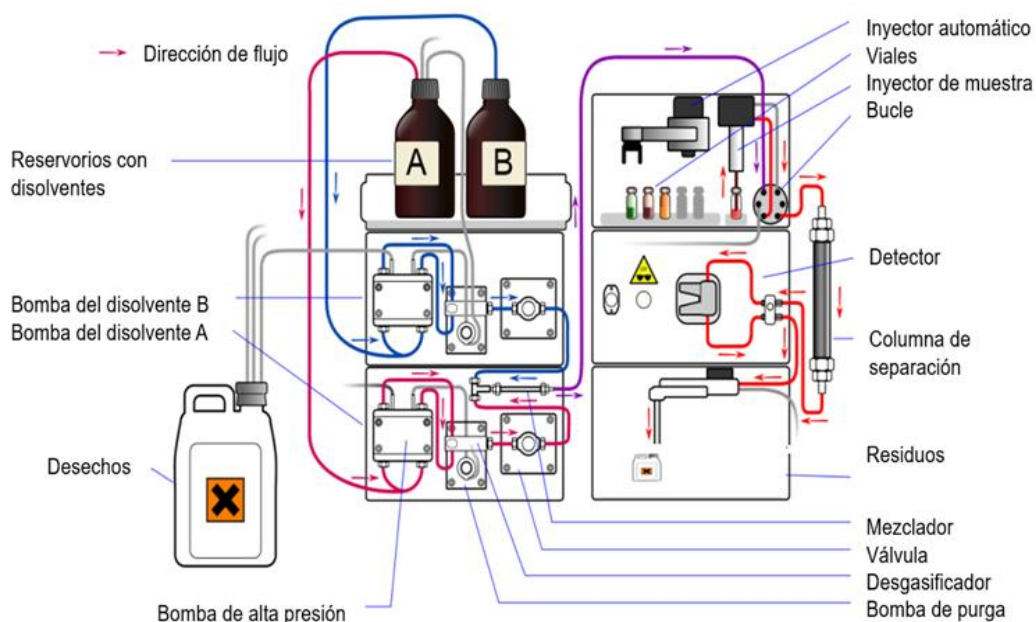 Dirección de flujo
A
B
Reservorios con
disolventes
Bomba del disolvente B
Bomba del disolvente A
Desechos
Bomba de alta presión
Inyector automático
Viales
Inyector de muestra
Bucle
Detector
Columna de
separación
Residuos
Mezclador
Válvula
Desgasificador
Bomba de purga